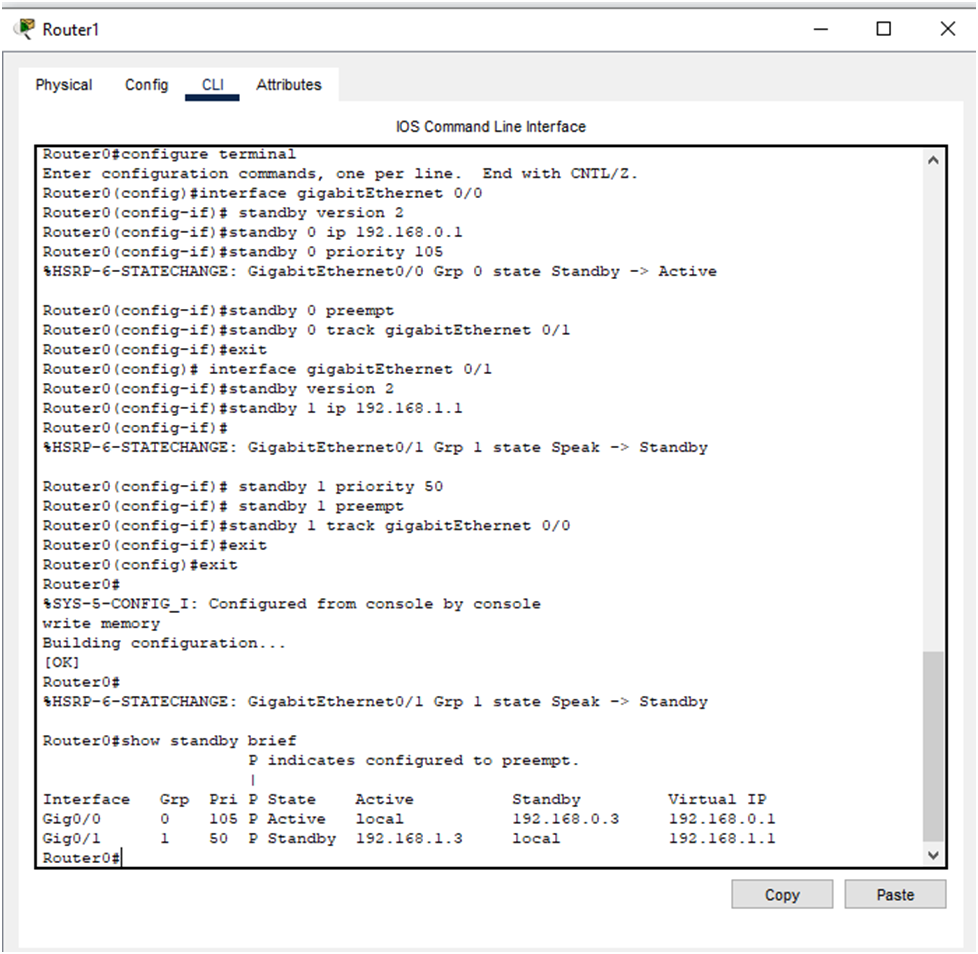 Router1
Physical Config CLI Attributes
IOS Command Line Interface
Router0#configure terminal
Enter configuration commands, one per line.  End with CNTL/Z.
Router0(config)#interface gigabitEthernet 0/0
Router0(config-if)# standby version 2
Router0(config-if)#standby 0 ip 192.168.0.1
Router0(config-if)#standby 0 priority 105
%HSRP-6-STATECHANGE: GigabitEthernet0/0 Grp 0 state Standby -> Active
Router0(config-if)#standby 0 preempt
Router0(config-if)#standby 0 track gigabitEthernet 0/1
Router0(config-if)#exit
Router0(config)# interface gigabitEthernet 0/1
Router0(config-if)#standby version 2
Router0(config-if)#standby 1 ip 192.168.1.1
Router0(config-if)#
%HSRP-6-STATECHANGE: GigabitEthernet0/1 Grp 1 state Speak -> Standby
Router0(config-if)# standby 1 priority 50
Router0(config-if)# standby 1 preempt
Router0(config-if)#standby 1 track gigabitEthernet 0/0
Router0(config-if)#exit
Router0(config)#exit
Router0#
%SYS-5-CONFIG_I: Configured from console by console
write memory
Building configuration...
[OK]
Router0#
%HSRP-6-STATECHANGE: GigabitEthernet0/1 Grp 1 state Speak -> Standby
Router0#show standby brief
P indicates configured to preempt.
|
Interface   Grp  Pri P State    Active          Standby         Virtual IP
Gig0/0      0    105 P Active   local           192.168.0.3     192.168.0.1
Gig0/1      1    50  P Standby  192.168.1.3     local           192.168.1.1
Router0#
Copy Paste